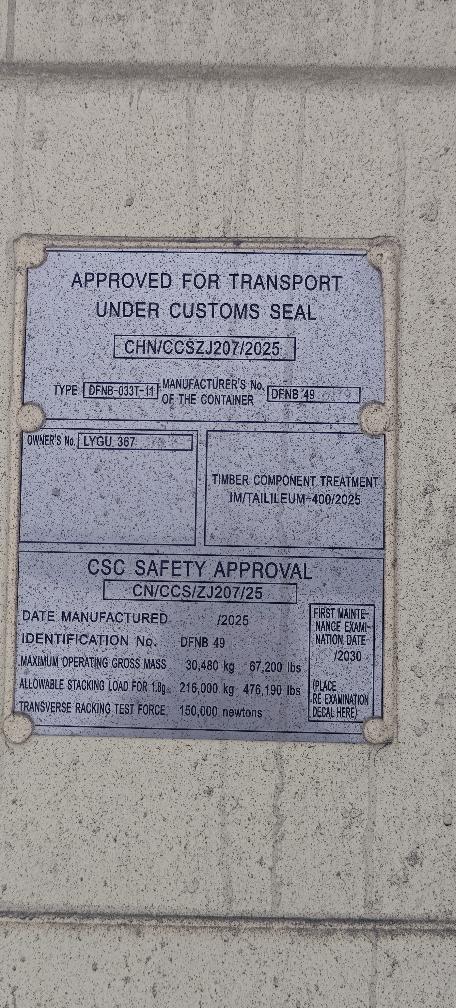 APPROVED FOR TRANSPORT
UNDER CUSTOMS SEAL
CHN/CCSZJ207/2025
TYPE DFNB-033T-11 MANUFACTURER'S No. OF THE CONTAINER DFNB 49
OWNER'S No. LYGU 367
TIMBER COMPONENT TREATMENT
IM/TAILILEUM-400/2025
CSC SAFETY APPROVAL
CN/CCS/ZJ207/25
DATE MANUFACTURED /2025
IDENTIFICATION No. DFNB 49
MAXIMUM OPERATING GROSS MASS 30,480 kg 67,200 lbs
ALLOWABLE STACKING LOAD FOR 1.8g 216,000 kg 476,190 lbs
TRANSVERSE RACKING TEST FORCE 150,000 newtons
FIRST MAINTE-
NANCE EXAMI-
NATION DATE
/2030
(PLACE
RE EXAMINATION
DECAL HERE)